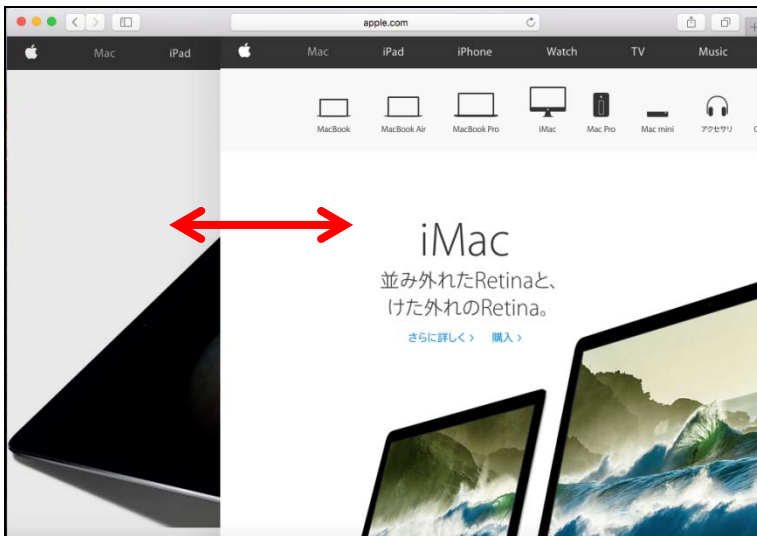 apple.com
Mac iPad
Mac iPad iPhone Watch TV Music
MacBook MacBook Air MacBook Pro iMac Mac Pro Mac mini アクセサリ
iMac
並み外れたRetinaと、
けた外れのRetina。
さらに詳しく > 購入 >